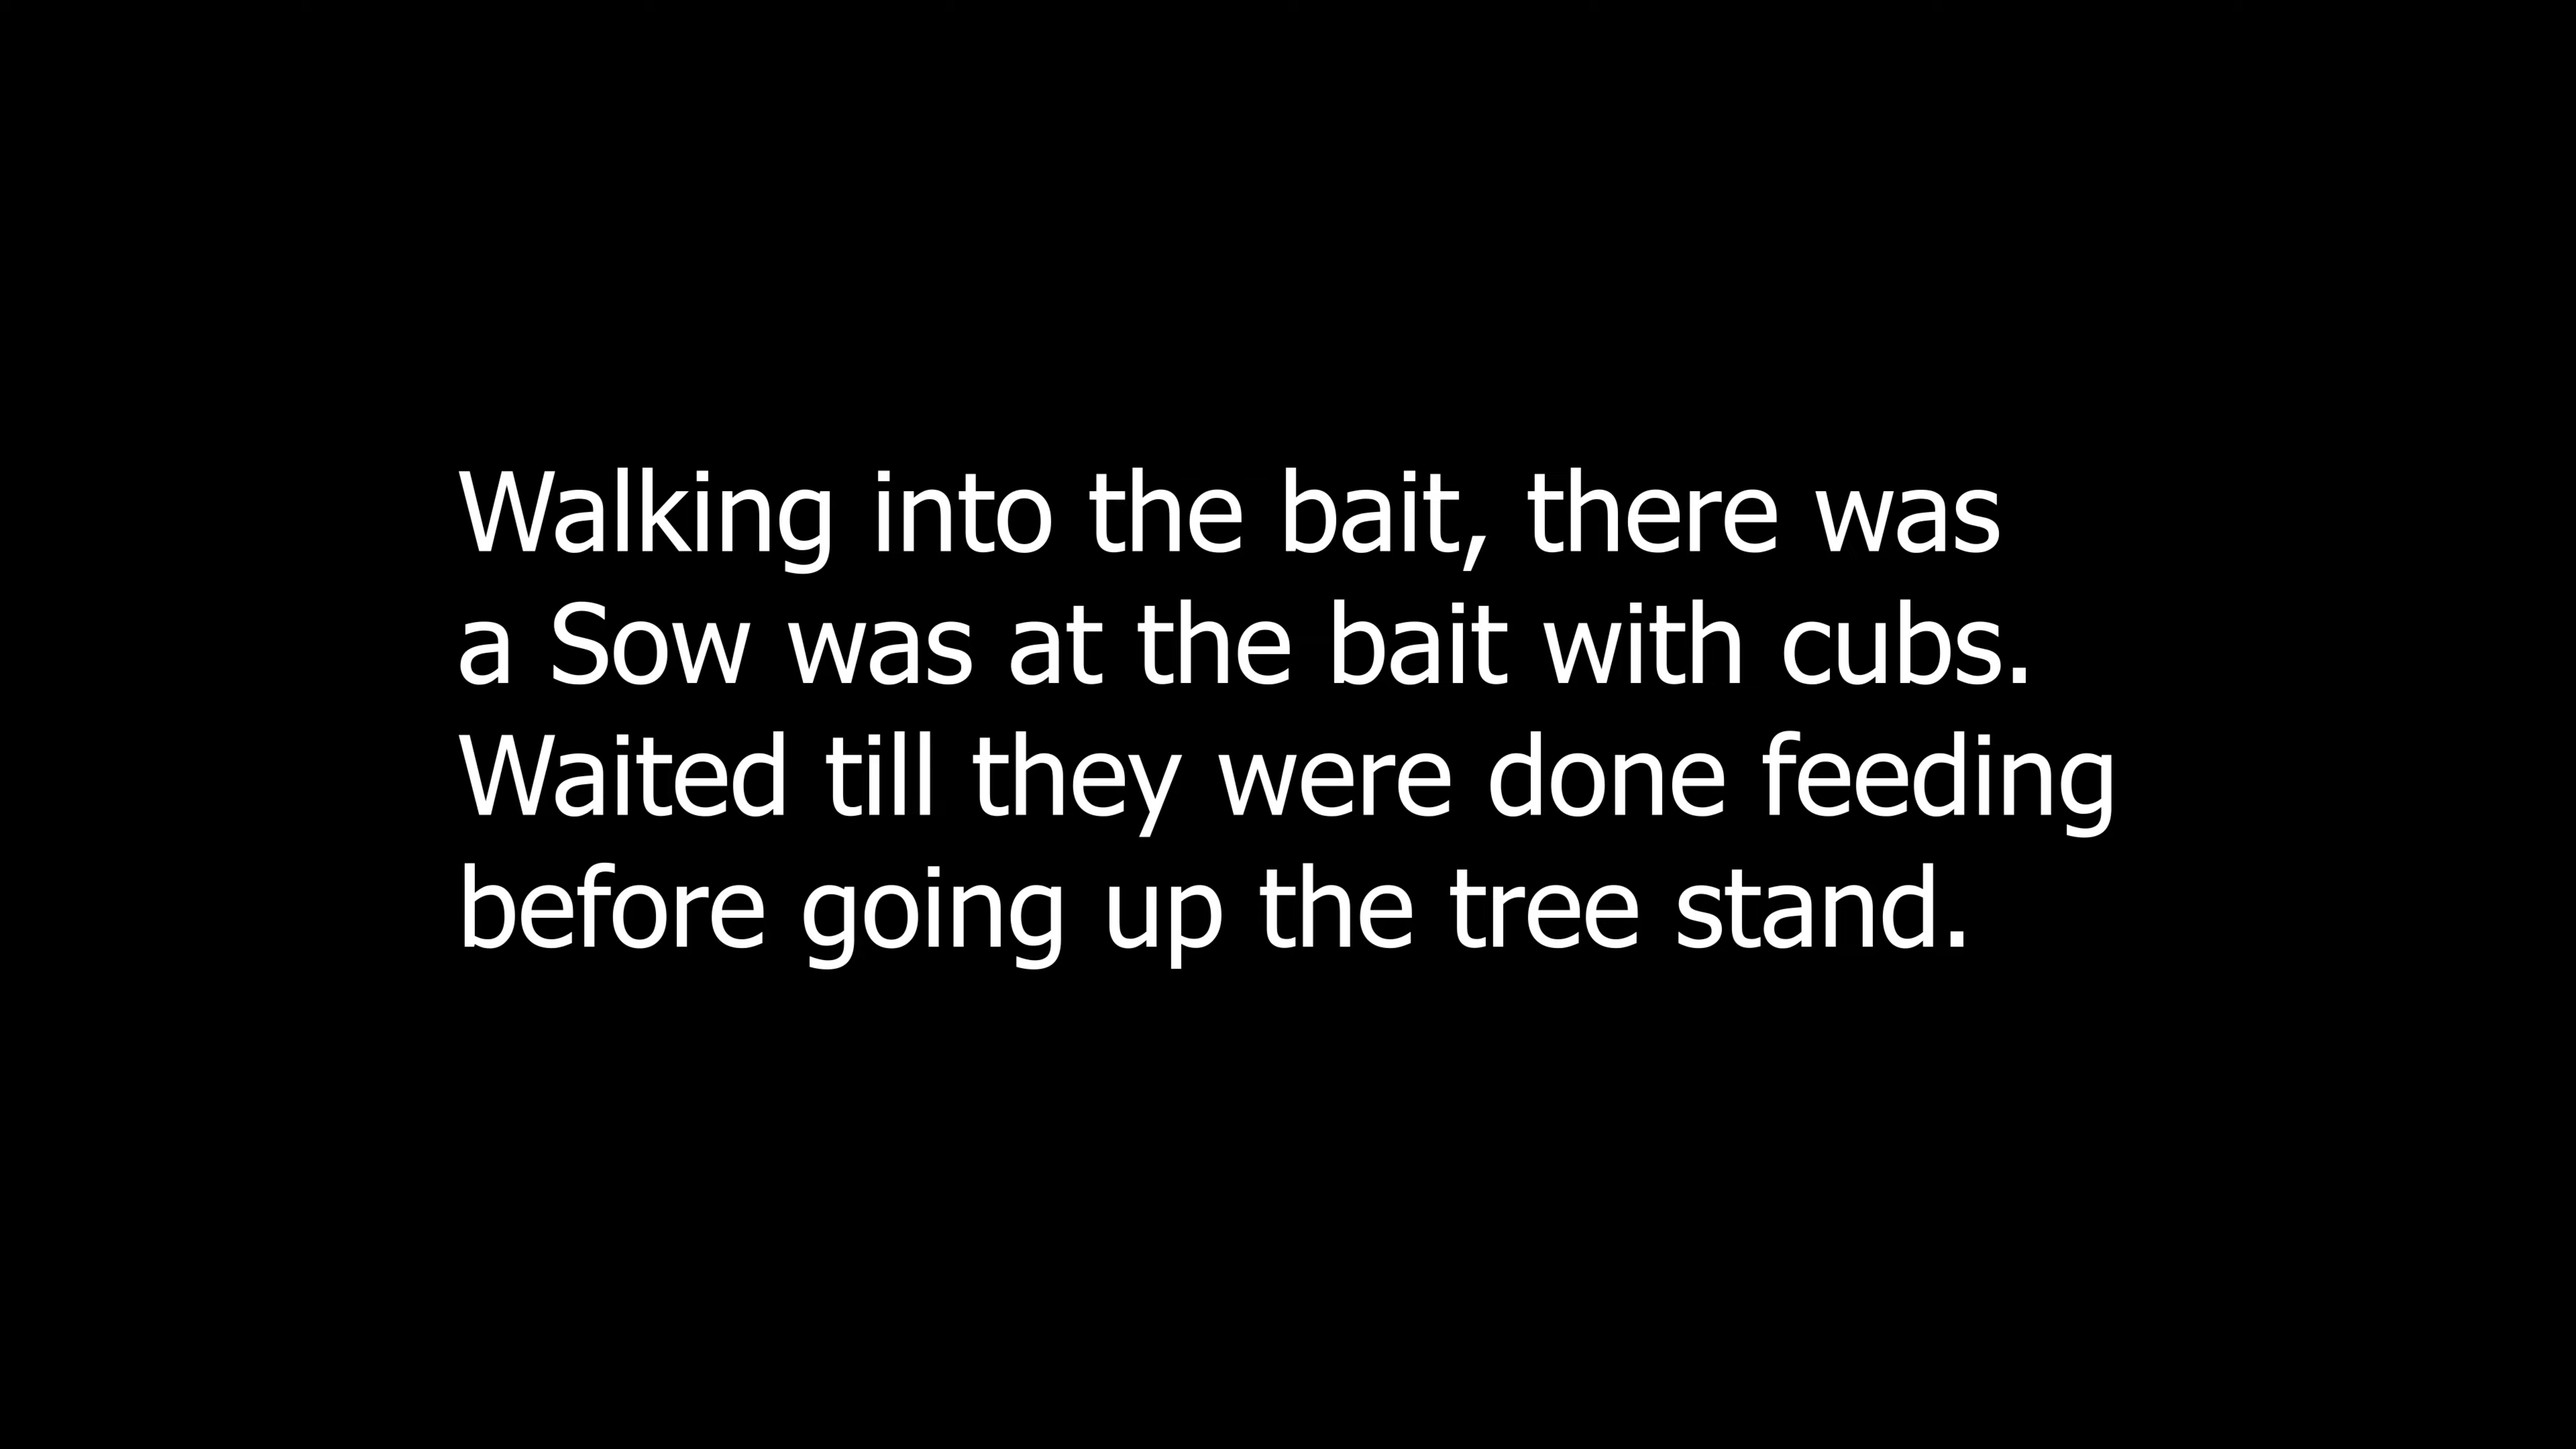 Walking into the bait, there was
a Sow was at the bait with cubs.
Waited till they were done feeding
before going up the tree stand.